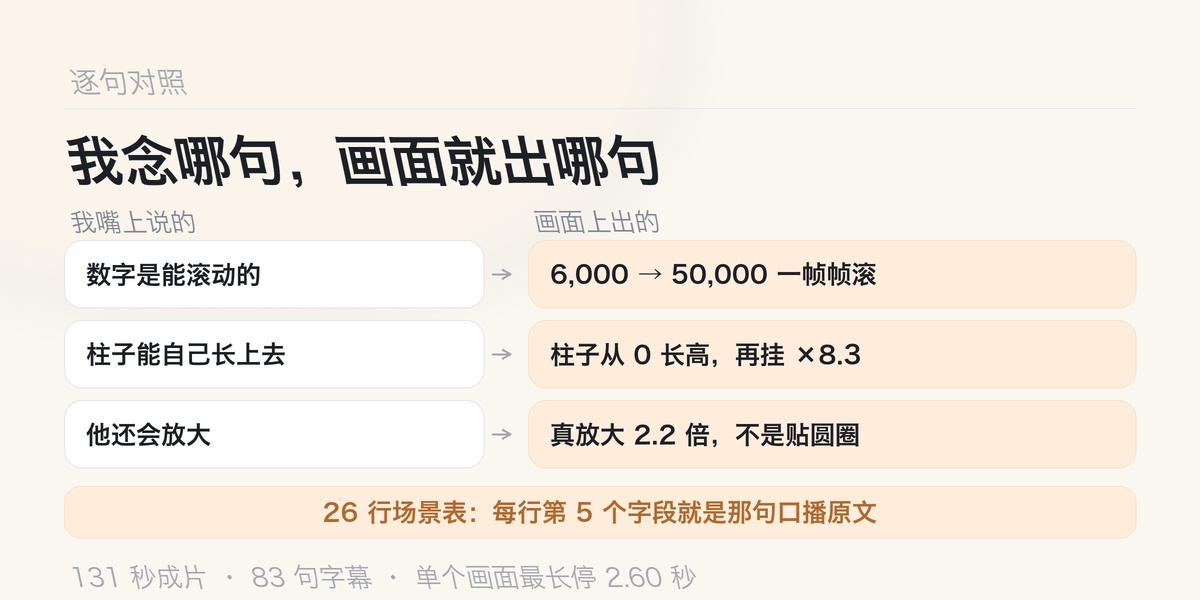 逐句对照
我念哪句，画面就出哪句
我嘴上说的
画面上出的
数字是能滚动的 → 6,000 → 50,000 一帧帧滚
柱子能自己长上去 → 柱子从 0 长高，再挂 ×8.3
他还会放大 → 真放大 2.2 倍，不是贴圆圈
26 行场景表：每行第 5 个字段就是那句口播原文
131 秒成片 · 83 句字幕 · 单个画面最长停 2.60 秒